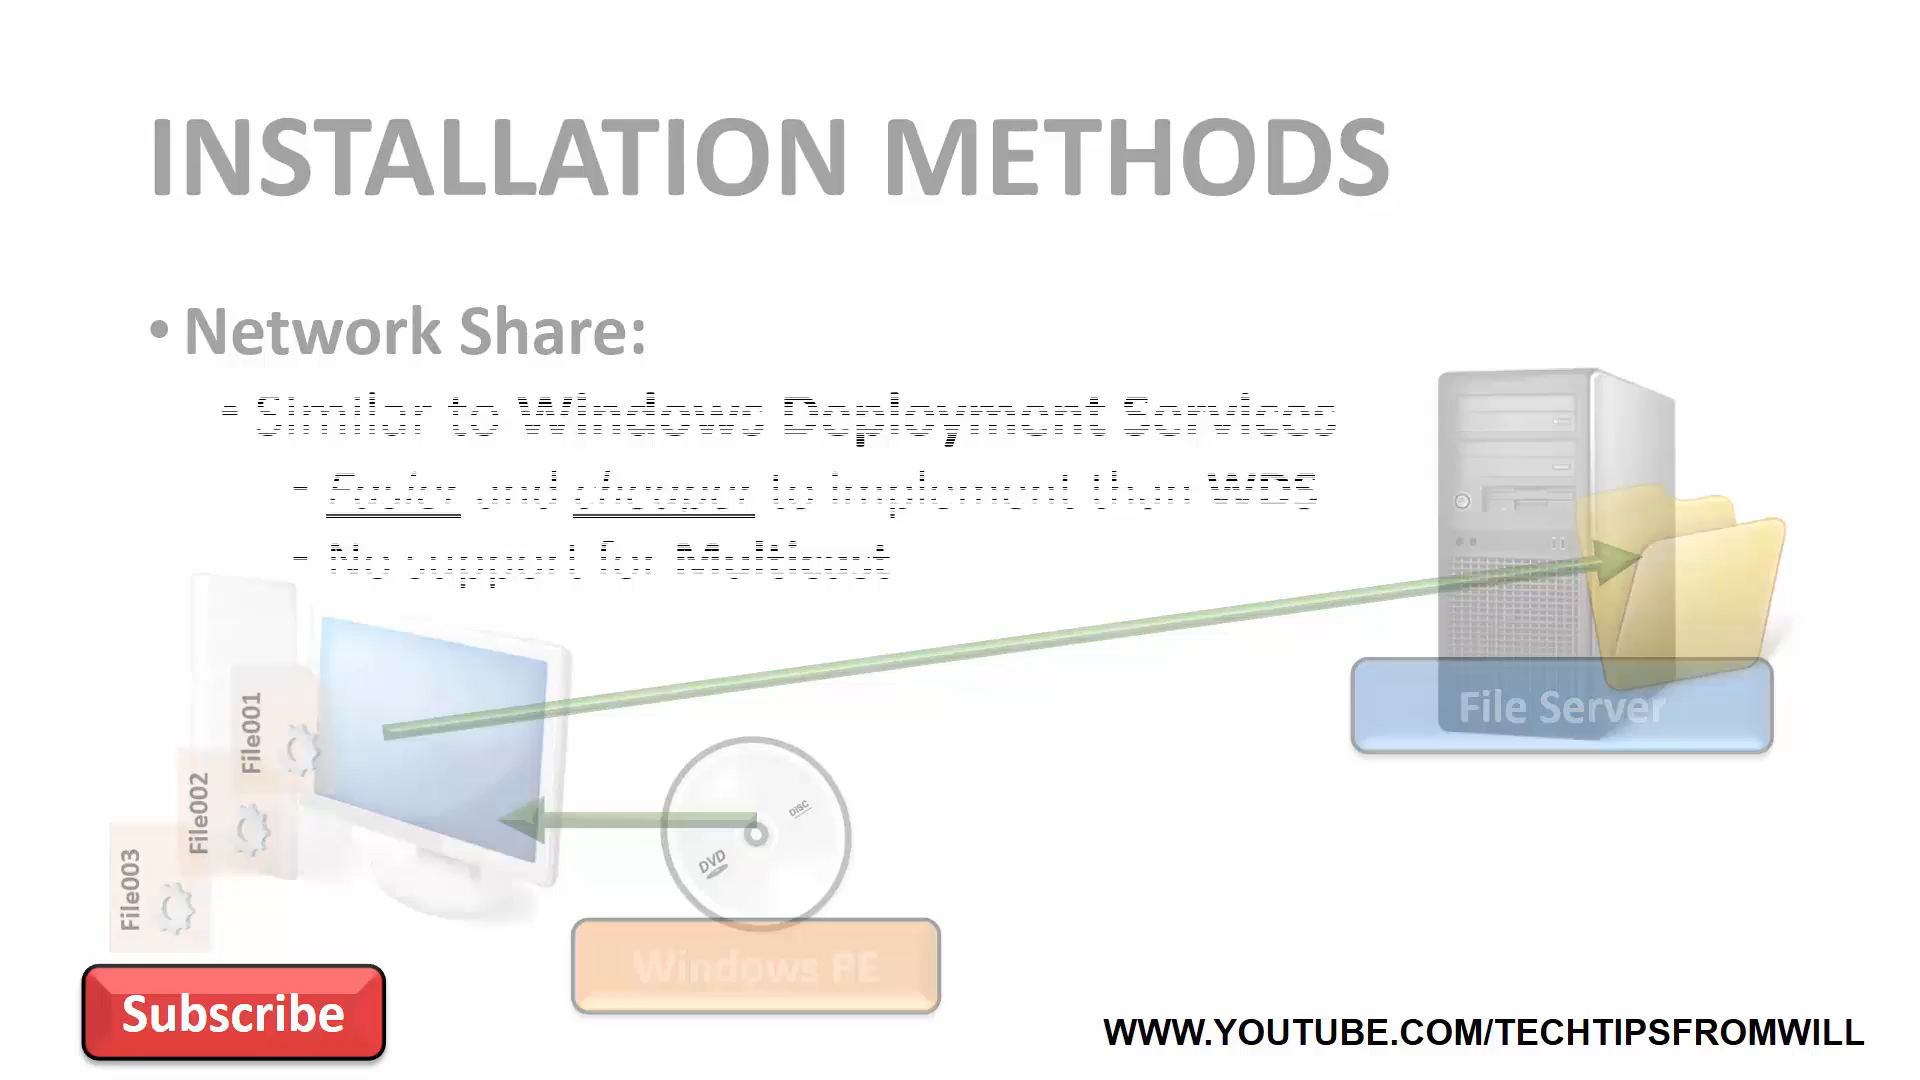 INSTALLATION METHODS
• Network Share:
- Similar to Windows Deployment Services
- Easier and cheaper to implement than WDS
- No support for Multicast
File001
File002
File003
DISC
DVD
File Server
Windows PE
Subscribe
WWW.YOUTUBE.COM/TECHTIPSFROMWILL